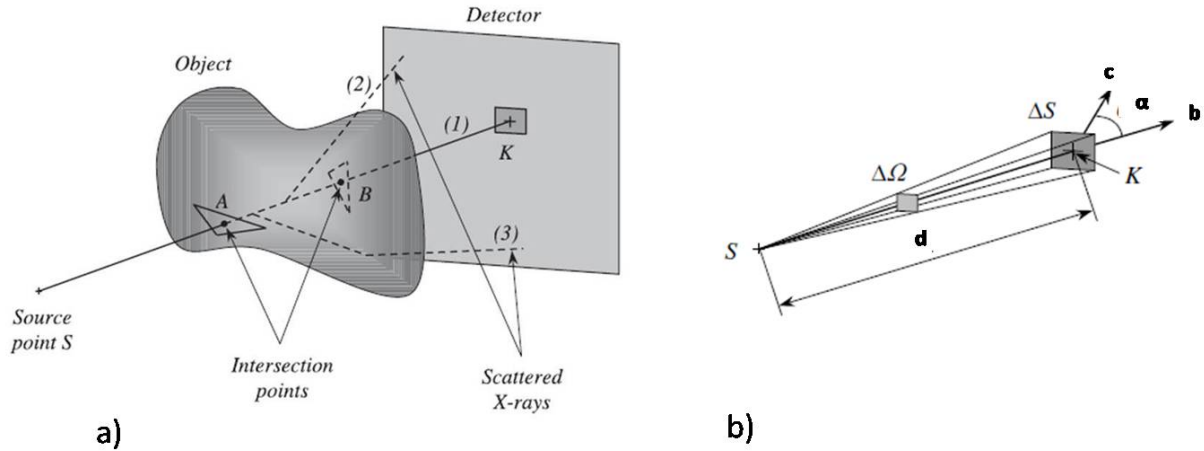 Detector
Object
(2)
(1)
K
A
B
(3)
Source
point S
Intersection
points
Scattered
X-rays
a)
c
α
b
ΔS
ΔΩ
K
S
d
b)